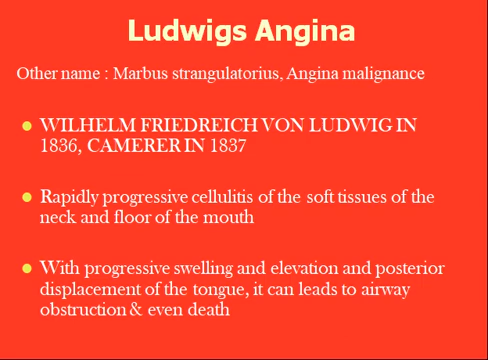 Ludwigs Angina
Other name : Marbus strangulatorius, Angina malignance
WILHELM FRIEDREICH VON LUDWIG IN
1836, CAMERER IN 1837
Rapidly progressive cellulitis of the soft tissues of the
neck and floor of the mouth
With progressive swelling and elevation and posterior
displacement of the tongue, it can leads to airway
obstruction & even death